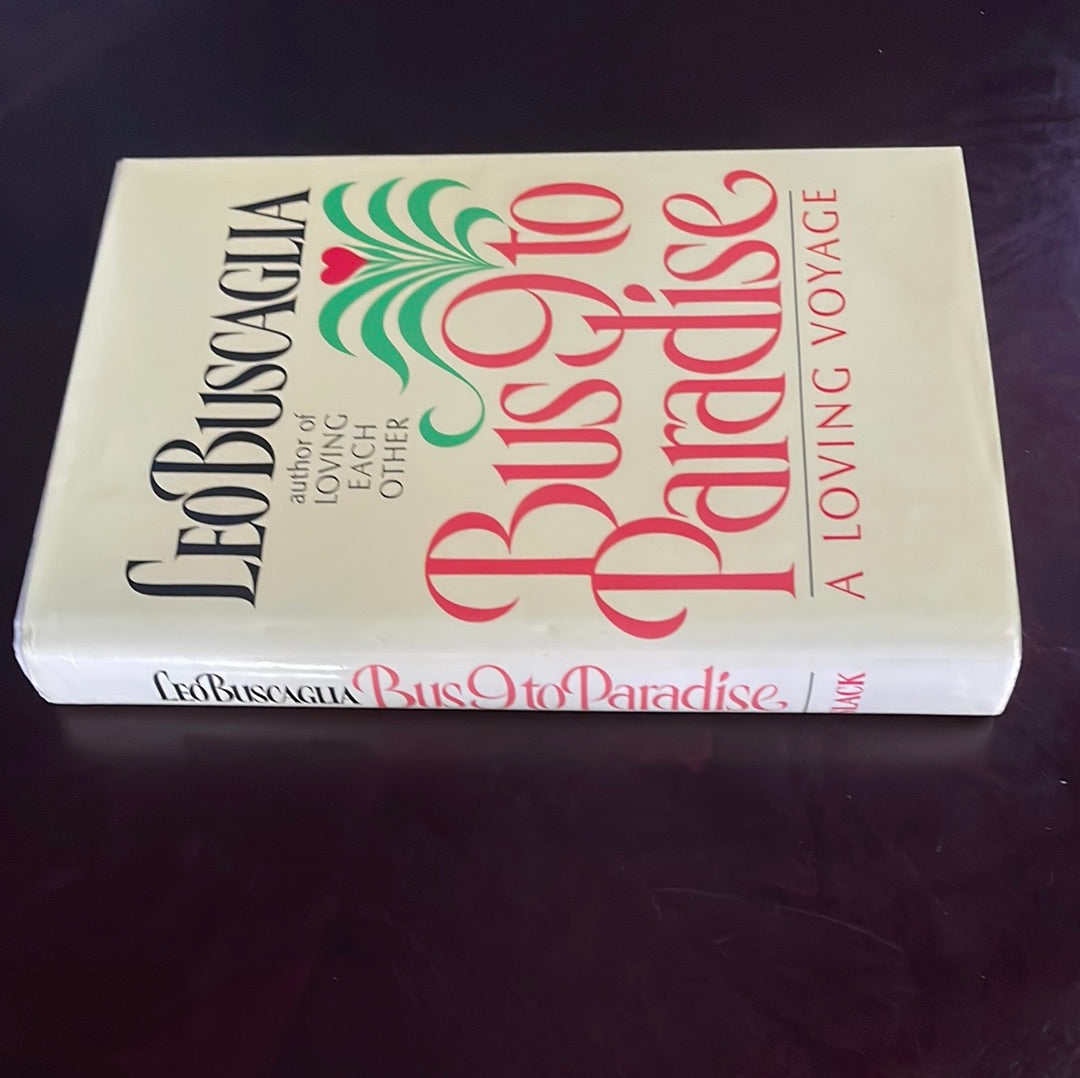 LEO BUSCAGLIA
author of
LOVING
EACH
OTHER
Bus 9 to
Paradise
A LOVING VOYAGE
LEO BUSCAGLIA Bus 9 to Paradise